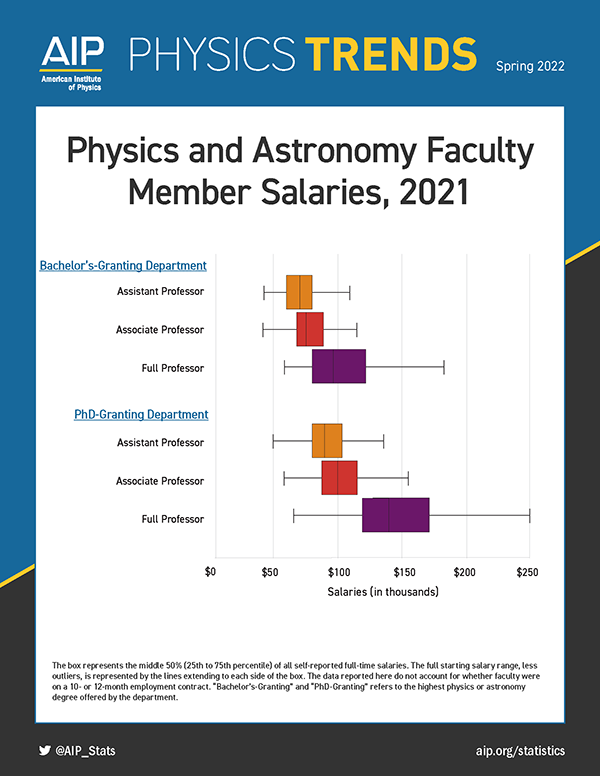 AIP
American Institute
of Physics
PHYSICS TRENDS
Spring 2022
Physics and Astronomy Faculty
Member Salaries, 2021
Bachelor's-Granting Department
Assistant Professor
Associate Professor
Full Professor
PhD-Granting Department
Assistant Professor
Associate Professor
Full Professor
$0 $50 $100 $150 $200 $250
Salaries (in thousands)
The box represents the middle 50% (25th to 75th percentile) of all self-reported full-time salaries. The full starting salary range, less
outliers, is represented by the lines extending to each side of the box. The data reported here do not account for whether faculty were
on a 10- or 12-month employment contract. "Bachelor's-Granting" and "PhD-Granting" refers to the highest physics or astronomy
degree offered by the department.
@AIP_Stats
aip.org/statistics